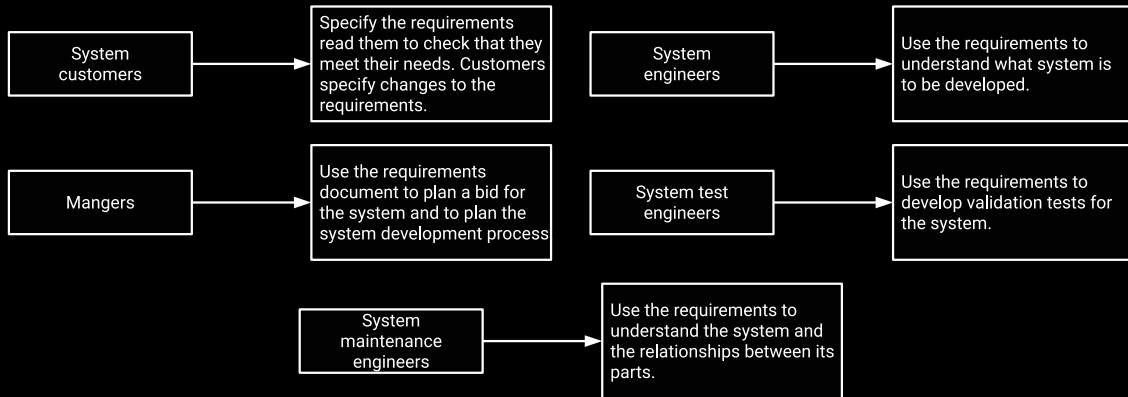 System
customers
Specify the requirements
read them to check that they
meet their needs. Customers
specify changes to the
requirements.
System
engineers
Use the requirements to
understand what system is
to be developed.
Mangers
Use the requirements
document to plan a bid for
the system and to plan the
system development process
System test
engineers
Use the requirements to
develop validation tests for
the system.
System
maintenance
engineers
Use the requirements to
understand the system and
the relationships between its
parts.